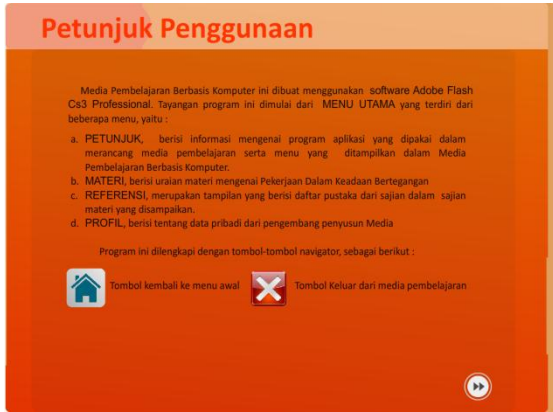 Petunjuk Penggunaan
Media Pembelajaran Berbasis Komputer ini dibuat menggunakan software Adobe Flash
Cs3 Professional. Tayangan program ini dimulai dari MENU UTAMA yang terdiri dari
beberapa menu, yaitu :
a. PETUNJUK, berisi informasi mengenai program aplikasi yang dipakai dalam
merancang media pembelajaran serta menu yang ditampilkan dalam Media
Pembelajaran Berbasis Komputer.
b. MATERI, berisi uraian materi mengenai Pekerjaan Dalam Keadaan Bertegangan
c. REFERENSI, merupakan tampilan yang berisi daftar pustaka dari sajian dalam sajian
materi yang disampaikan.
d. PROFIL, berisi tentang data pribadi dari pengembang penyusun Media
Program ini dilengkapi dengan tombol-tombol navigator, sebagai berikut :
Tombol kembali ke menu awal Tombol Keluar dari media pembelajaran